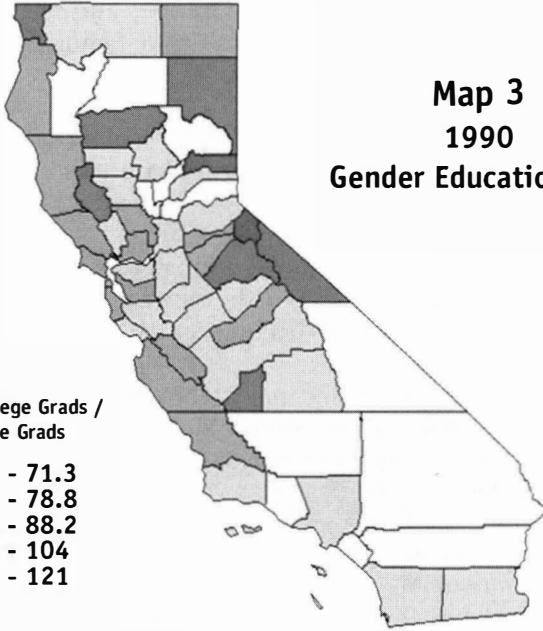 Map 3
1990
Gender Educatio
ege Grads /
e Grads
- 71.3
- 78.8
- 88.2
- 104
- 121